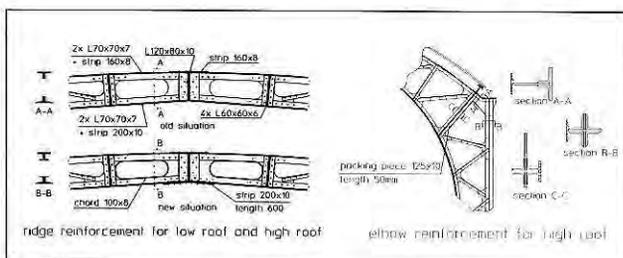 2x L70x70x7
+ strip 160x8
L120x80x10
strip 160x8
A
A-A
A
2x L70x70x7
+ strip 200x10
4x L60x60x6
old situation
B
B-B
B
chord 100x8
strip 200x10
length 600
new situation
ridge reinforcement for low roof and high roof
section A-A
section B-B
section C-C
packing piece 125x10
length 50mm
elbow reinforcement for high roof